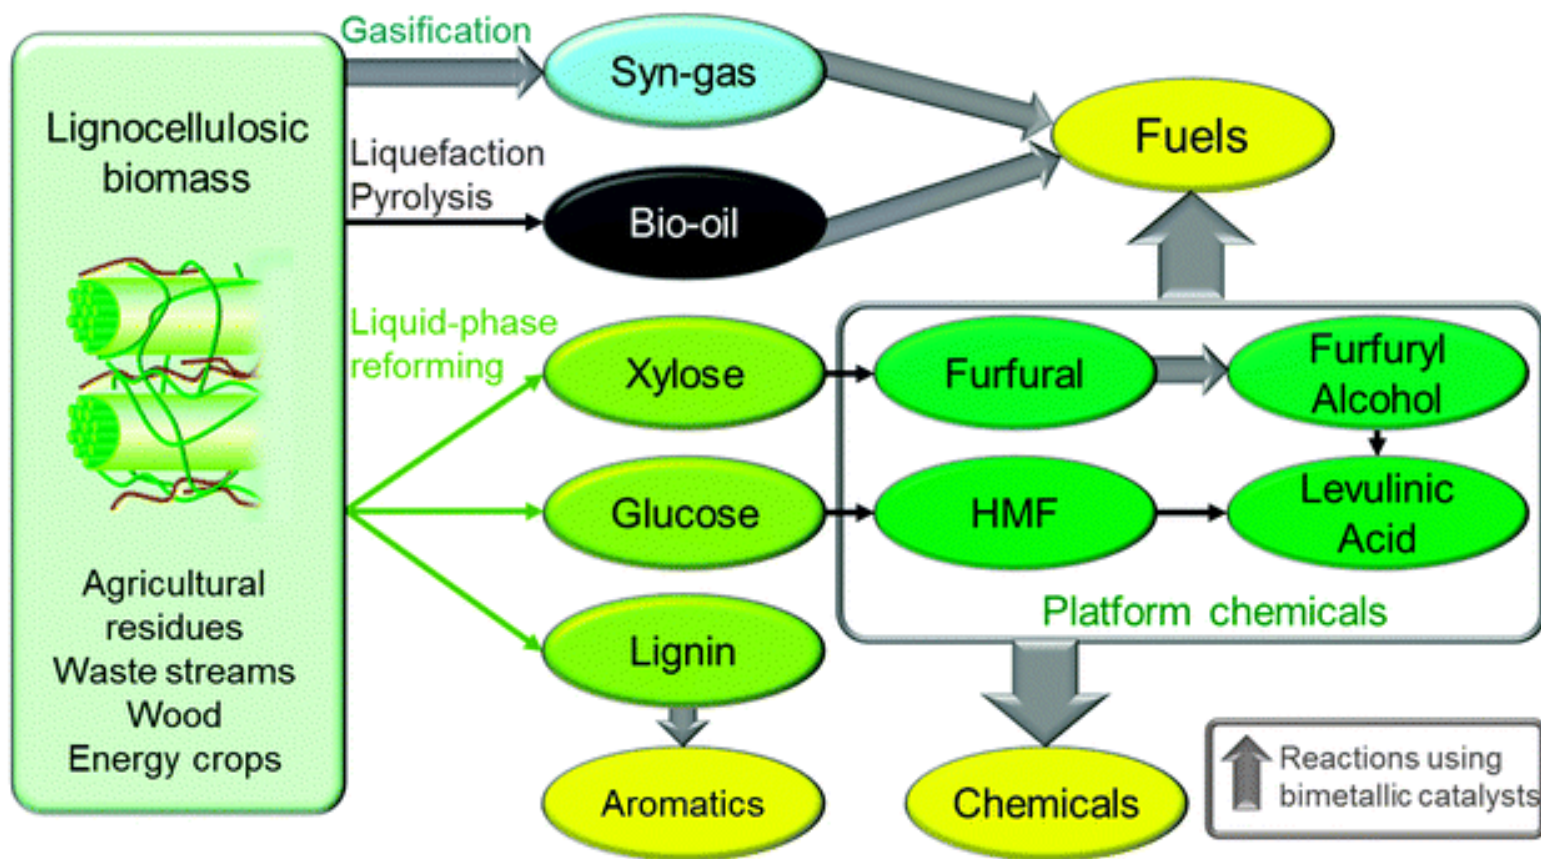 Lignocellulosic
biomass
Agricultural
residues
Waste streams
Wood
Energy crops
Gasification
Syn-gas
Fuels
Liquefaction
Pyrolysis
Bio-oil
Liquid-phase
reforming
Xylose
Furfural
Furfuryl
Alcohol
Glucose
HMF
Levulinic
Acid
Platform chemicals
Lignin
Aromatics
Chemicals
Reactions using
bimetallic catalysts